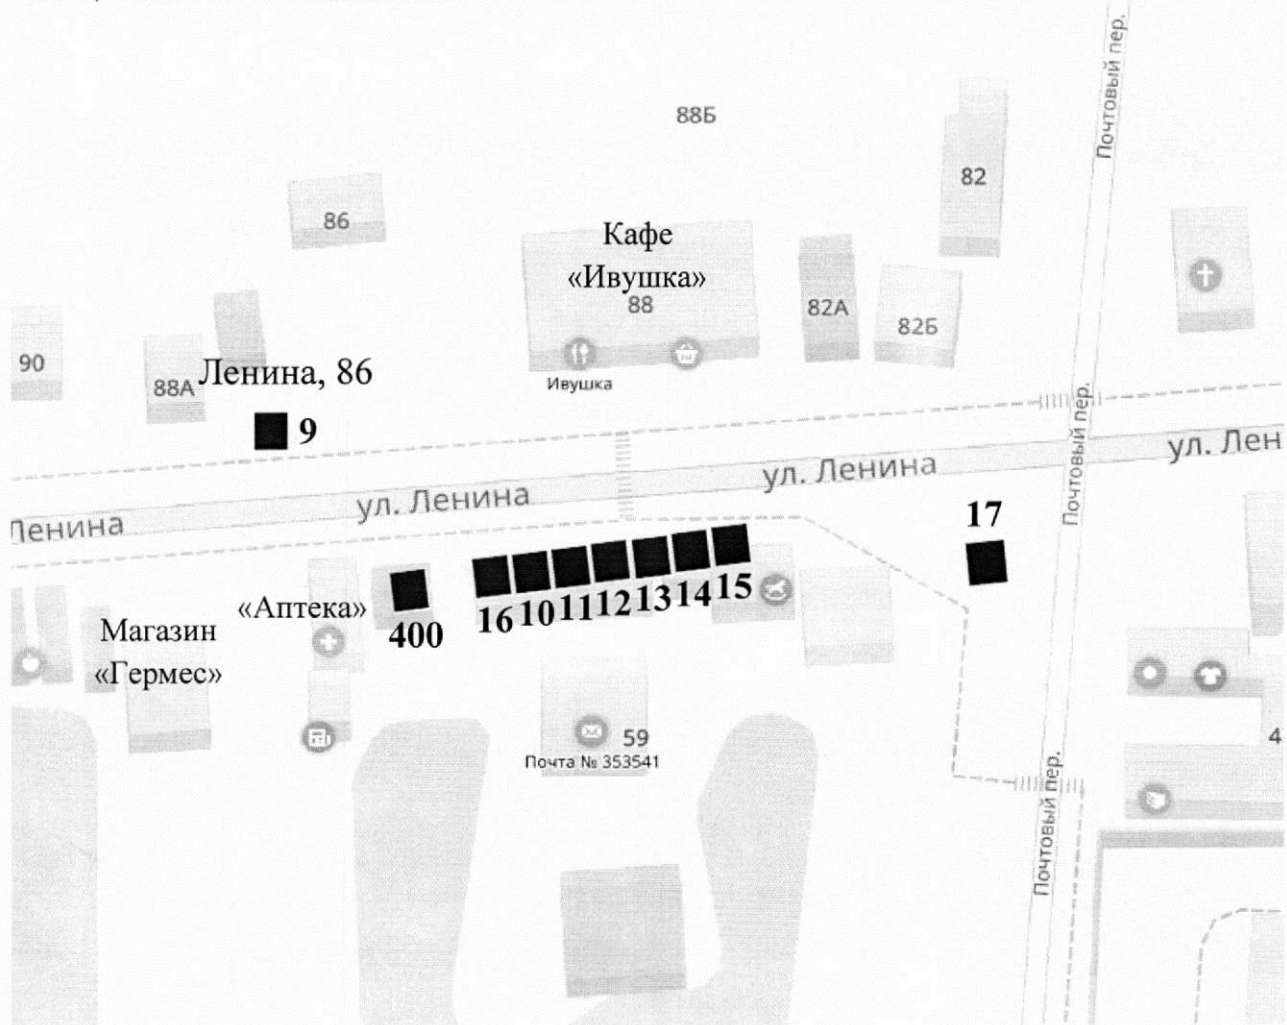 Почтовый пер.
88Б
82
86
Кафе
«Ивушка»
88
82А
82Б
90
88А
Ленина, 86
Ивушка
9
Почтовый пер.
ул. Лен
ул. Ленина
ул. Ленина
Ленина
17
16 10 11 12 13 14 15
400
«Аптека»
Магазин
«Гермес»
59
Почта № 353541
4
Почтовый пер.